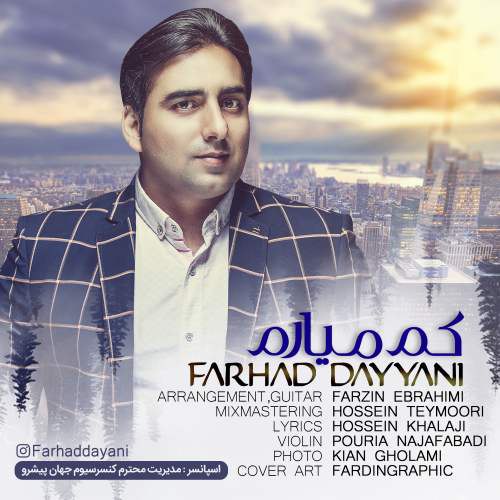 کم میارم
FARHAD DAYYANI
ARRANGEMENT,GUITAR FARZIN EBRAHIMI
MIXMASTERING HOSSEIN TEYMOORI
LYRICS HOSSEIN KHALAJI
VIOLIN POURIA NAJAFABADI
PHOTO KIAN GHOLAMI
COVER ART FARDINGRAPHIC
Farhaddayani
اسپانسر : مدیریت محترم کنسرسیوم جهان پیشرو